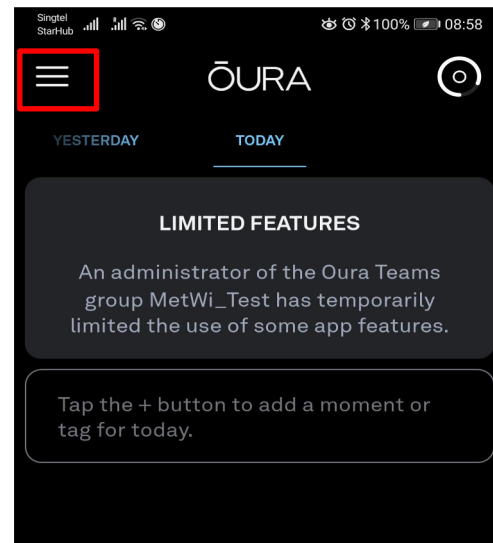 Singtel
StarHub
100% 08:58
ŌURA
YESTERDAY TODAY
LIMITED FEATURES
An administrator of the Oura Teams
group MetWi_Test has temporarily
limited the use of some app features.
Tap the + button to add a moment or
tag for today.